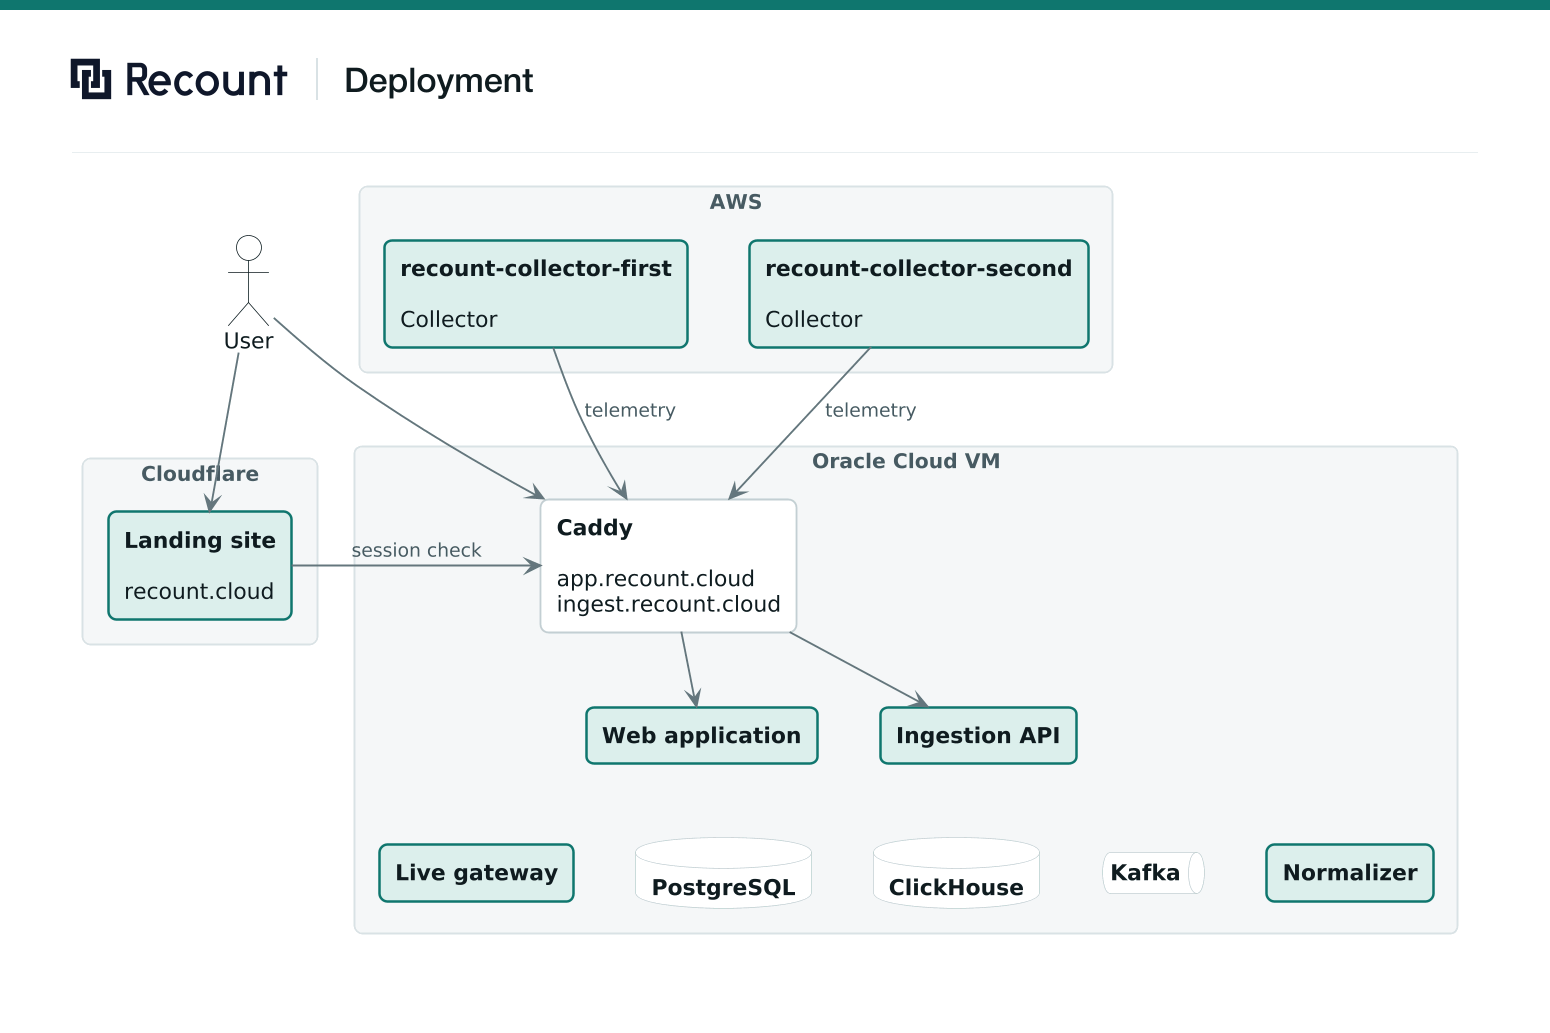 Recount
Deployment
AWS
recount-collector-first
Collector
recount-collector-second
Collector
User
telemetry
telemetry
Cloudflare
Landing site
recount.cloud
session check
Oracle Cloud VM
Caddy
app.recount.cloud
ingest.recount.cloud
Web application
Ingestion API
Live gateway
PostgreSQL
ClickHouse
Kafka
Normalizer